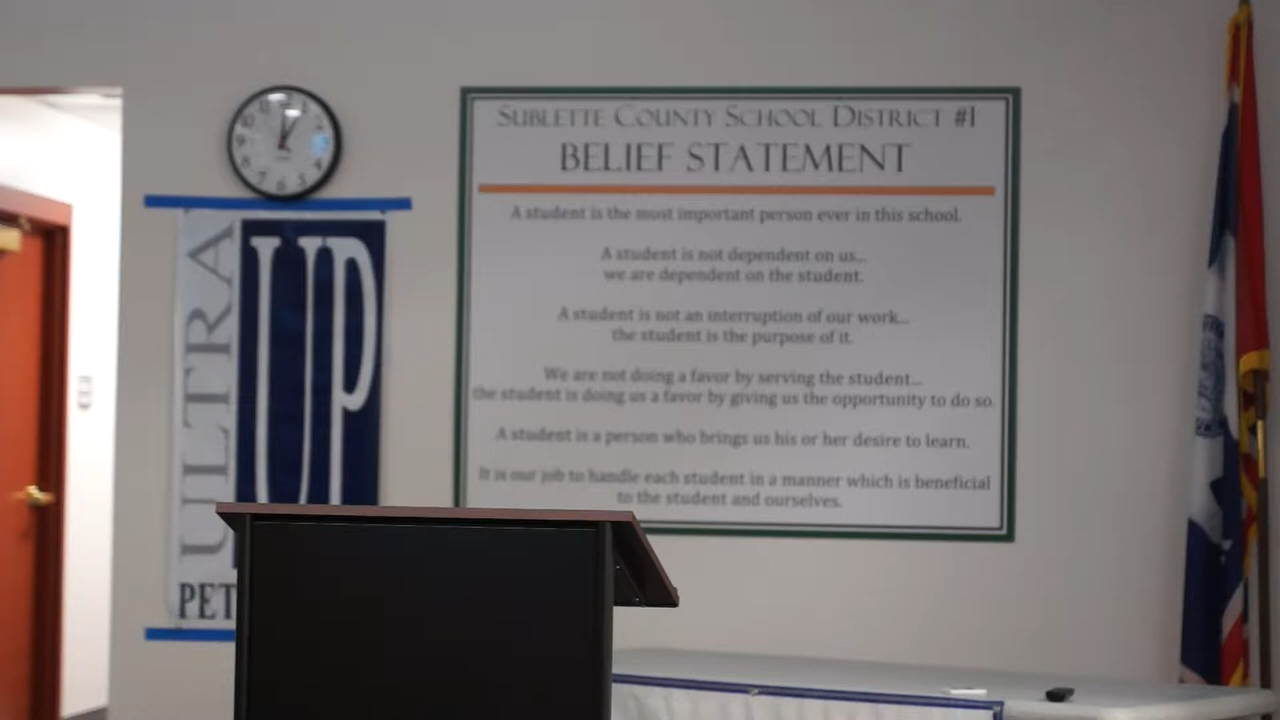 SUBLETTE COUNTY SCHOOL DISTRICT #1
BELIEF STATEMENT
A student is the most important person ever in this school.
A student is not dependent on us...
we are dependent on the student.
A student is not an interruption of our work...
the student is the purpose of it.
We are not doing a favor by serving the student...
the student is doing us a favor by giving us the opportunity to do so.
A student is a person who brings us his or her desire to learn.
It is our job to handle each student in a manner which is beneficial
to the student and ourselves.
ULTRA
UP
PET